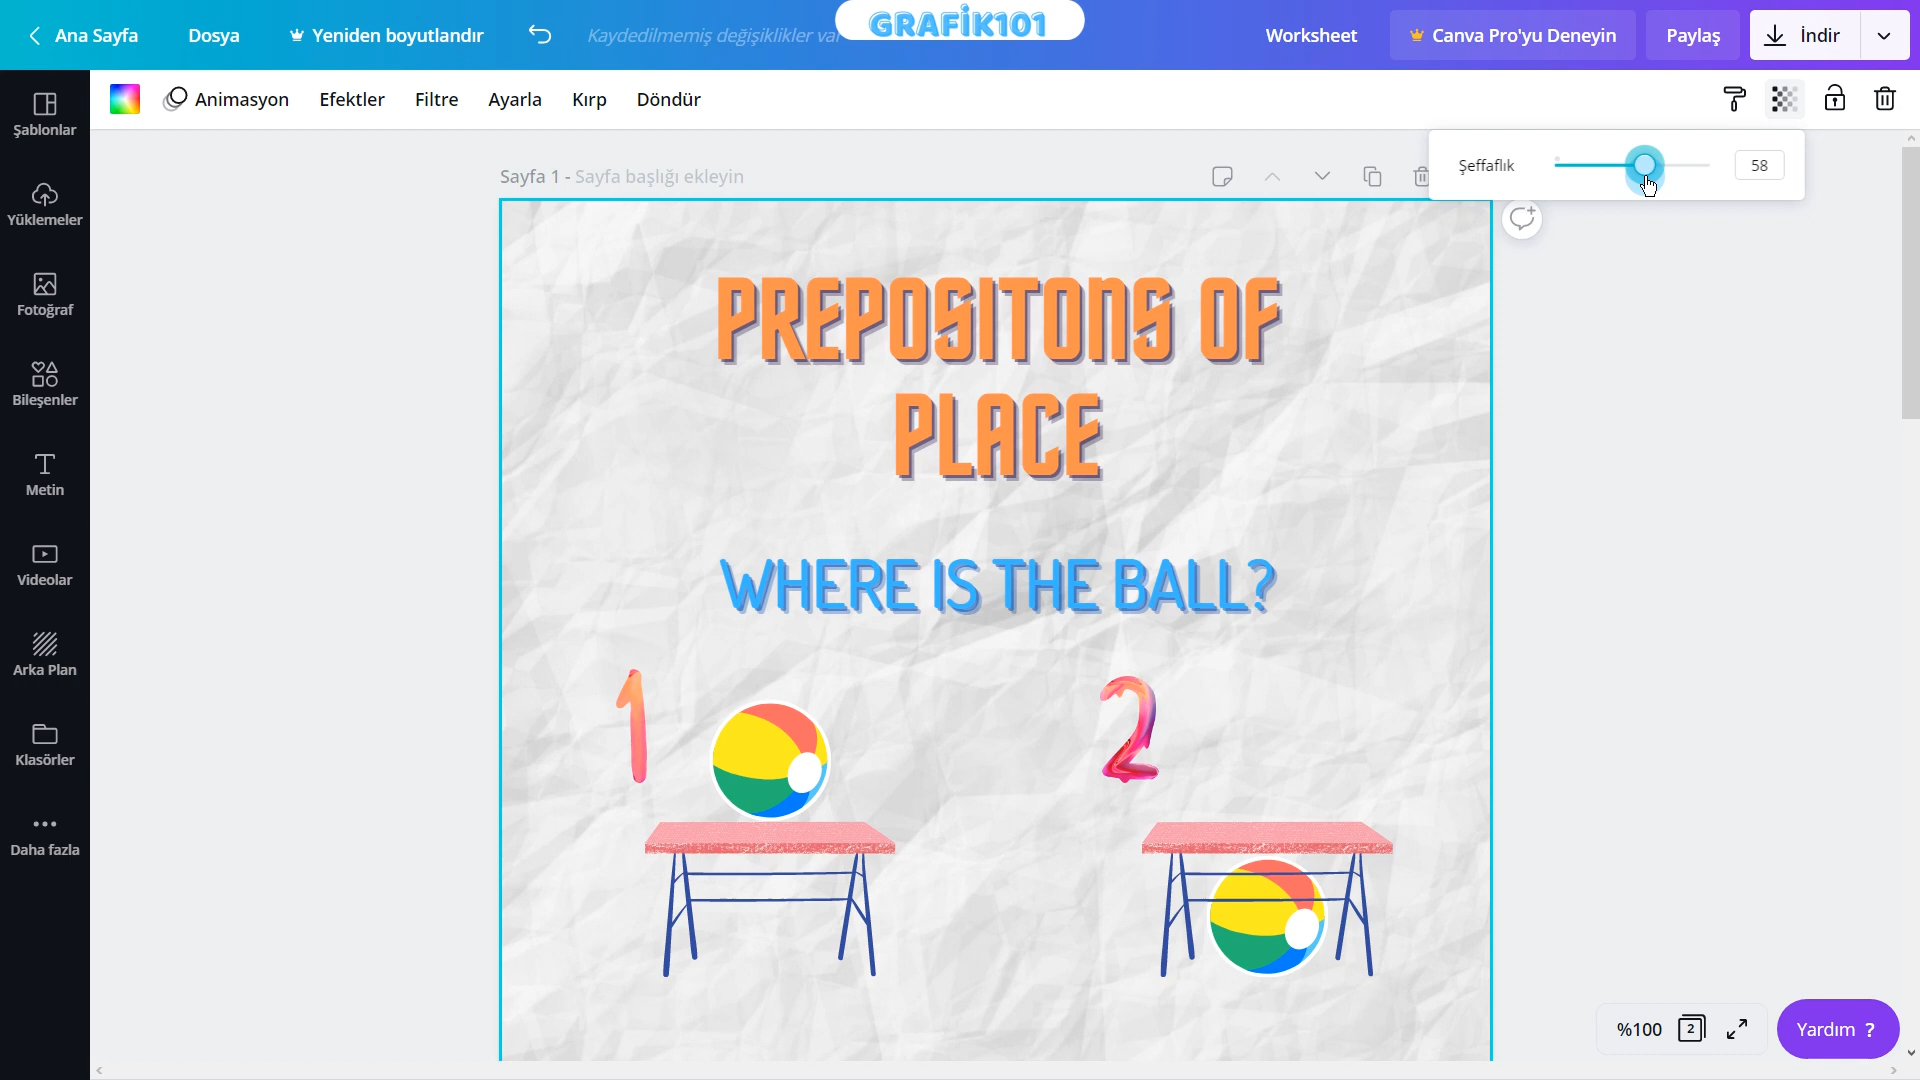 GRAFİK101
Ana Sayfa
Dosya
Yeniden boyutlandır
Kaydedilmemiş değişiklikler var
Worksheet
Canva Pro'yu Deneyin
Paylaş
İndir
Animasyon
Efektler
Filtre
Ayarla
Kırp
Döndür
Şablonlar
Yüklemeler
Fotoğraf
Bileşenler
Metin
Videolar
Arka Plan
Klasörler
Daha fazla
Şeffaflık
58
Sayfa 1 - Sayfa başlığı ekleyin
PREPOSITONS OF
PLACE
WHERE IS THE BALL?
1
2
%100
2
Yardım ?